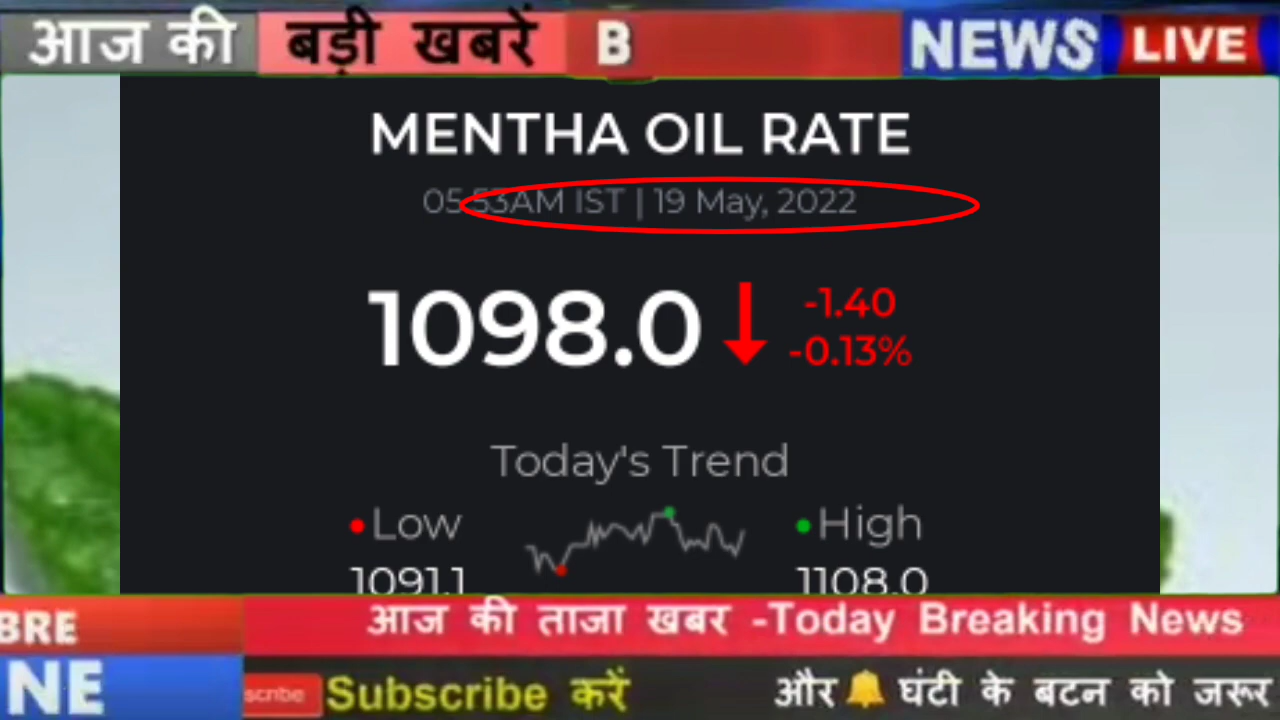 आज की बड़ी खबरें B NEWS LIVE
MENTHA OIL RATE
05:53AM IST | 19 May, 2022
1098.0
-1.40
-0.13%
Today's Trend
Low
High
1091.1
1108.0
BRE
आज की ताजा खबर -Today Breaking News
NE
scribe Subscribe करें और घंटी के बटन को जरूर